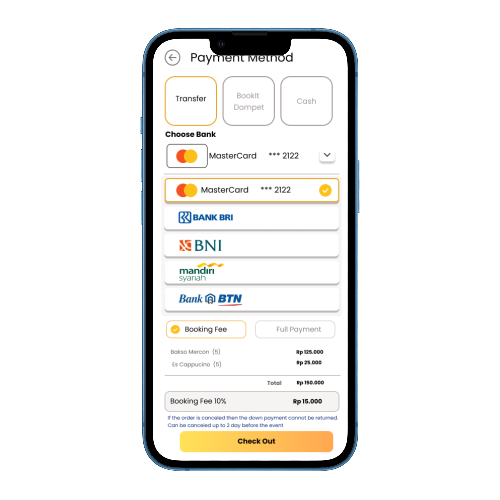 Payment Method
Transfer
BookIt
Dompet
Cash
Choose Bank
MasterCard *** 2122
MasterCard *** 2122
BANK BRI
BNI
mandiri
syariah
Bank BTN
Booking Fee
Full Payment
Bakso Mercon (5) Rp 125.000
Es Cappucino (5) Rp 25.000
Total Rp 150.000
Booking Fee 10% Rp 15.000
If the order is canceled then the down payment cannot be returned.
Can be canceled up to 2 day before the event
Check Out